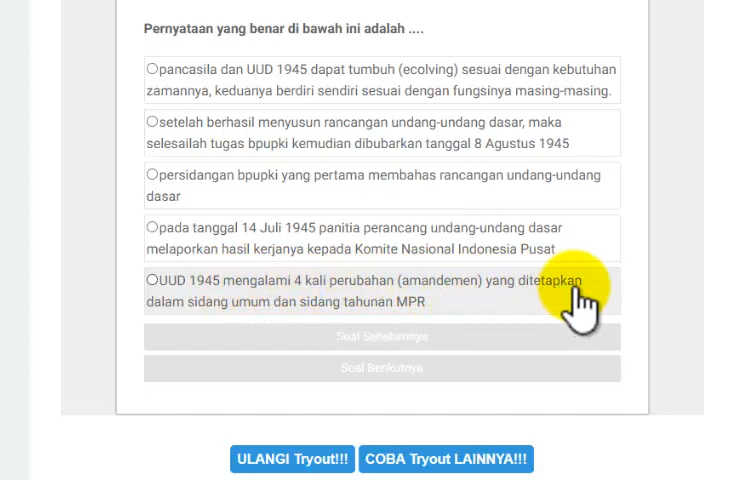 Pernyataan yang benar di bawah ini adalah ....
pancasila dan UUD 1945 dapat tumbuh (ecolving) sesuai dengan kebutuhan
zamannya, keduanya berdiri sendiri sesuai dengan fungsinya masing-masing.
setelah berhasil menyusun rancangan undang-undang dasar, maka
selesailah tugas bpupki kemudian dibubarkan tanggal 8 Agustus 1945
persidangan bpupki yang pertama membahas rancangan undang-undang
dasar
pada tanggal 14 Juli 1945 panitia perancang undang-undang dasar
melaporkan hasil kerjanya kepada Komite Nasional Indonesia Pusat
UUD 1945 mengalami 4 kali perubahan (amandemen) yang ditetapkan
dalam sidang umum dan sidang tahunan MPR
Soal Sebelumnya
Soal Berikutnya
ULANGI Tryout!!! COBA Tryout LAINNYA!!!